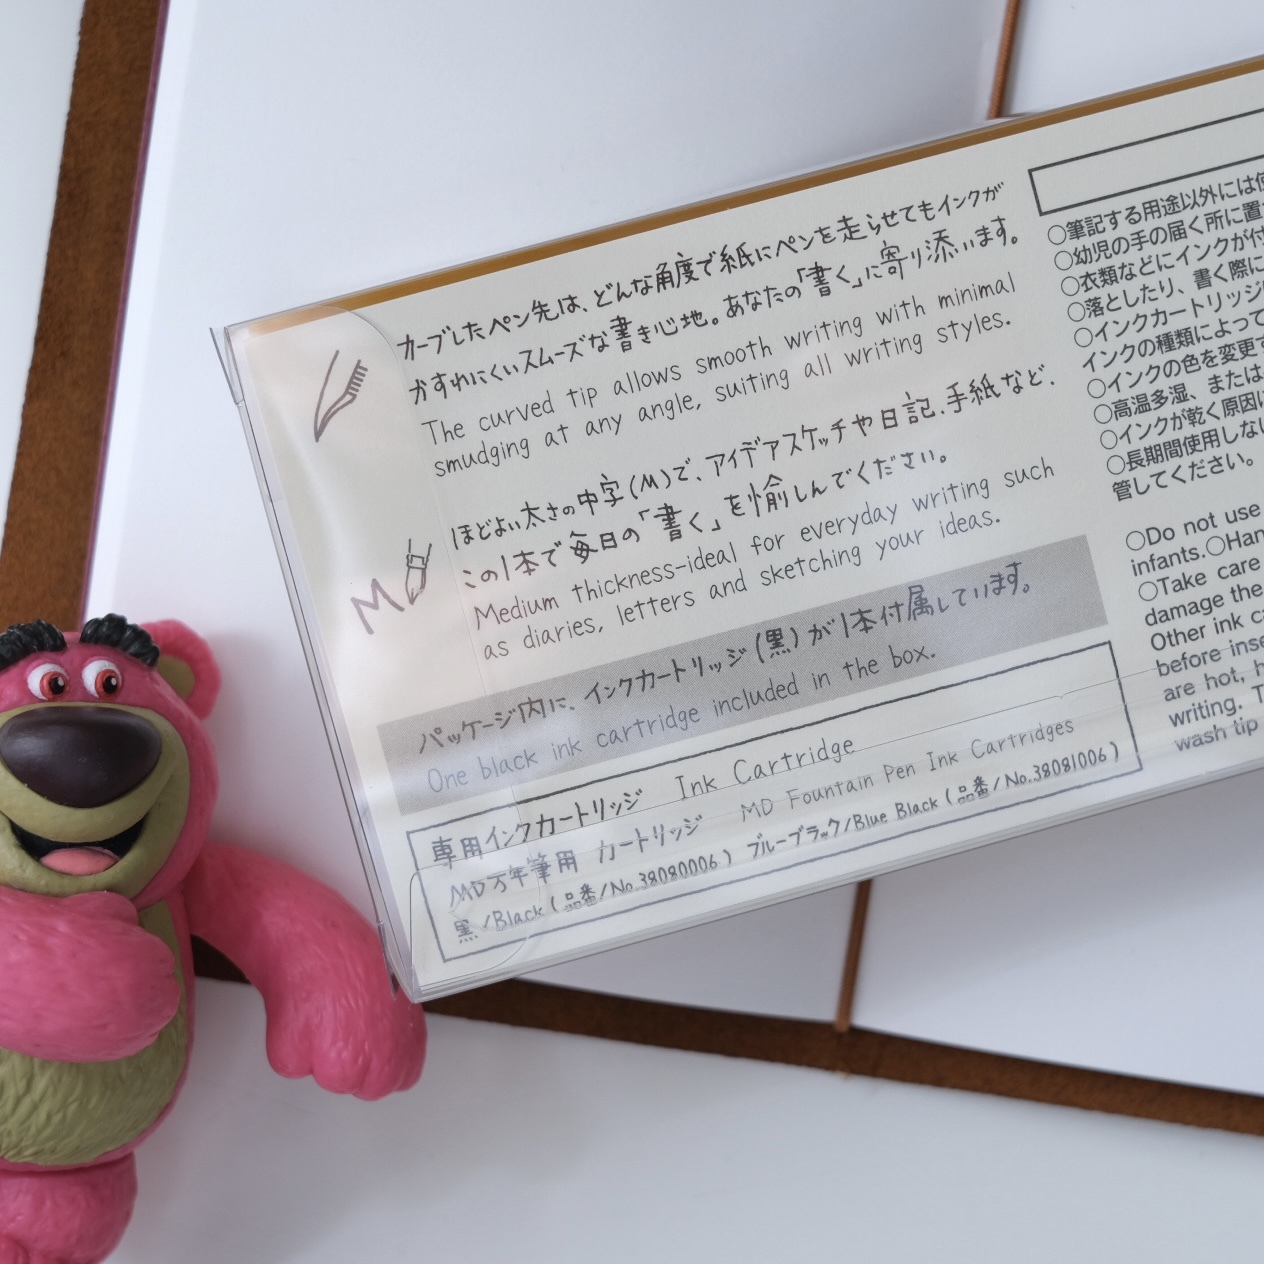 カーブしたペン先は、どんな角度で紙にペンを走らせてもインクが
かすれにくいスムーズな書き心地。あなたの「書く」に寄り添います。
The curved tip allows smooth writing with minimal
smudging at any angle, suiting all writing styles.
M
ほどよい太さの中字(M)で、アイデアスケッチや日記、手紙など、
この1本で毎日の「書く」を愉しんでください。
Medium thickness-ideal for everyday writing such
as diaries, letters and sketching your ideas.
パッケージ内に、インクカートリッジ(黒)が1本付属しています。
One black ink cartridge included in the box.
専用インクカートリッジ Ink Cartridge
MD万年筆用 カートリッジ MD Fountain Pen Ink Cartridges
黒/Black(品番/No.38080006) ブルーブラック/Blue Black(品番/No.38081006)
○筆記する用途以外には
○幼児の手の届く所に置
○衣類などにインクが付
○落としたり、書く際に
○インクカートリッジ
インクの種類によって
○インクの色を変更す
○高温多湿、または
○インクが乾く原因
○長期間使用しない
管してください。
○Do not use
infants.○Han
○Take care
damage the
Other ink ca
before inse
are hot, h
writing. T
wash tip